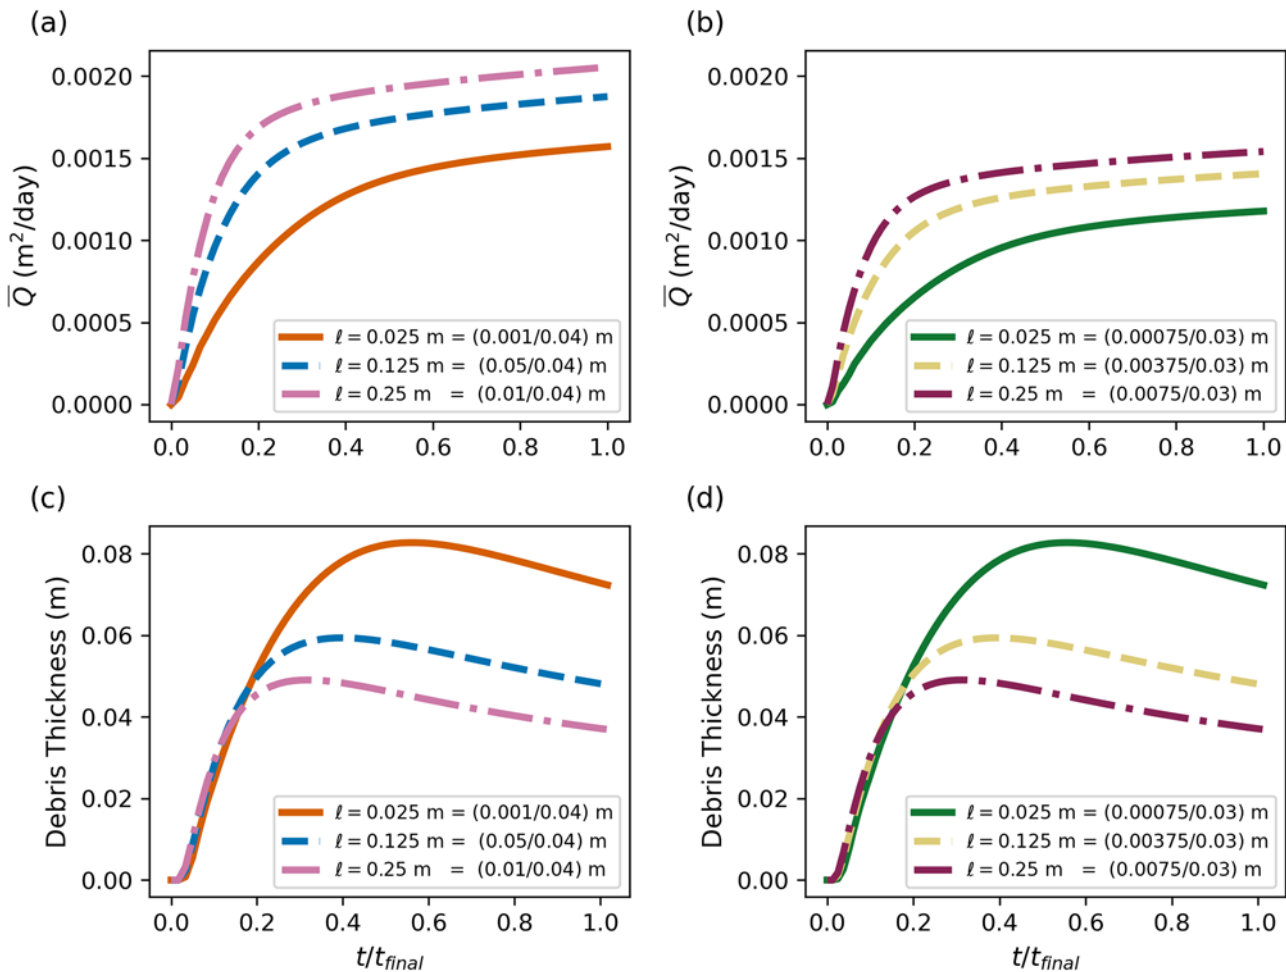 (a)
0.0020
0.0015
0.0010
0.0005
0.0000
Q̅ (m²/day)
ℓ = 0.025 m = (0.001/0.04) m
ℓ = 0.125 m = (0.05/0.04) m
ℓ = 0.25 m = (0.01/0.04) m
0.0 0.2 0.4 0.6 0.8 1.0
(b)
0.0020
0.0015
0.0010
0.0005
0.0000
Q̅ (m²/day)
ℓ = 0.025 m = (0.00075/0.03) m
ℓ = 0.125 m = (0.00375/0.03) m
ℓ = 0.25 m = (0.0075/0.03) m
0.0 0.2 0.4 0.6 0.8 1.0
(c)
0.08
0.06
0.04
0.02
0.00
Debris Thickness (m)
ℓ = 0.025 m = (0.001/0.04) m
ℓ = 0.125 m = (0.05/0.04) m
ℓ = 0.25 m = (0.01/0.04) m
0.0 0.2 0.4 0.6 0.8 1.0
t/t_final
(d)
0.08
0.06
0.04
0.02
0.00
Debris Thickness (m)
ℓ = 0.025 m = (0.00075/0.03) m
ℓ = 0.125 m = (0.00375/0.03) m
ℓ = 0.25 m = (0.0075/0.03) m
0.0 0.2 0.4 0.6 0.8 1.0
t/t_final